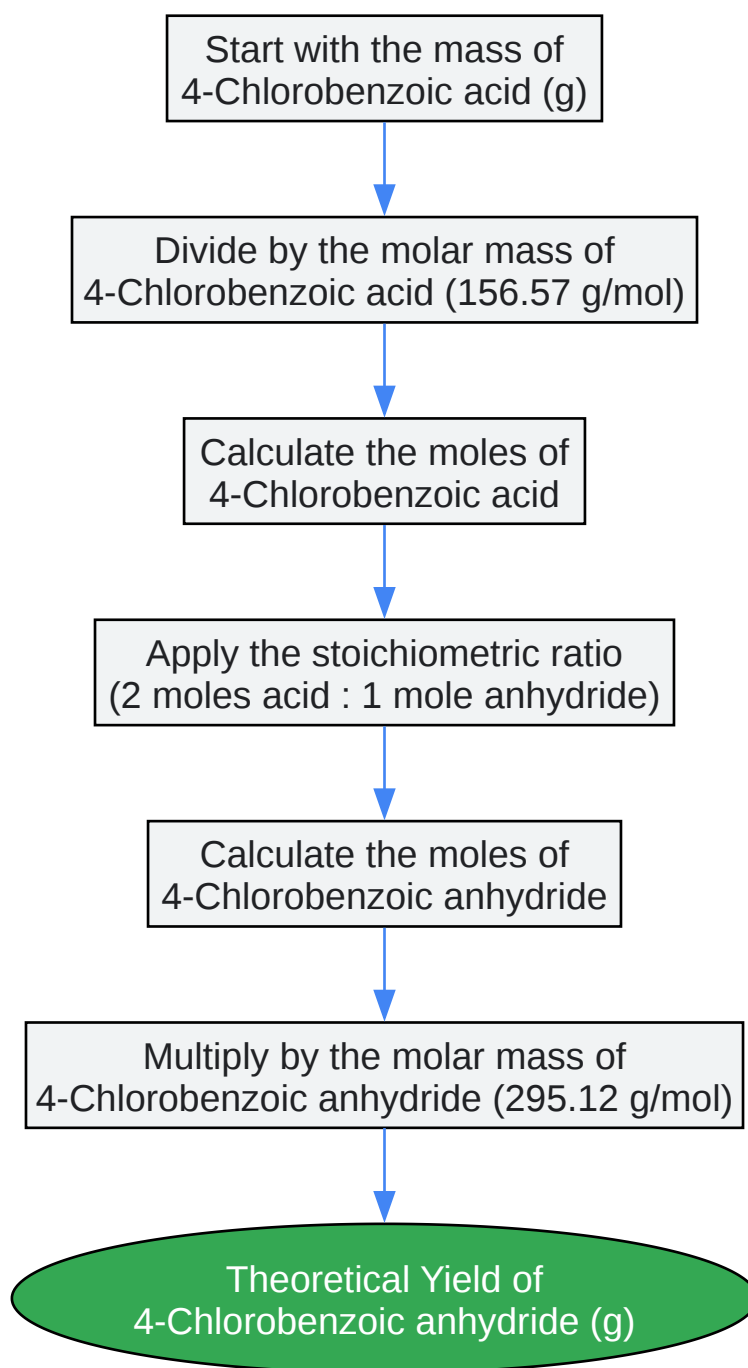 Start with the mass of
4-Chlorobenzoic acid (g)
Divide by the molar mass of
4-Chlorobenzoic acid (156.57 g/mol)
Calculate the moles of
4-Chlorobenzoic acid
Apply the stoichiometric ratio
(2 moles acid : 1 mole anhydride)
Calculate the moles of
4-Chlorobenzoic anhydride
Multiply by the molar mass of
4-Chlorobenzoic anhydride (295.12 g/mol)
Theoretical Yield of
4-Chlorobenzoic anhydride (g)